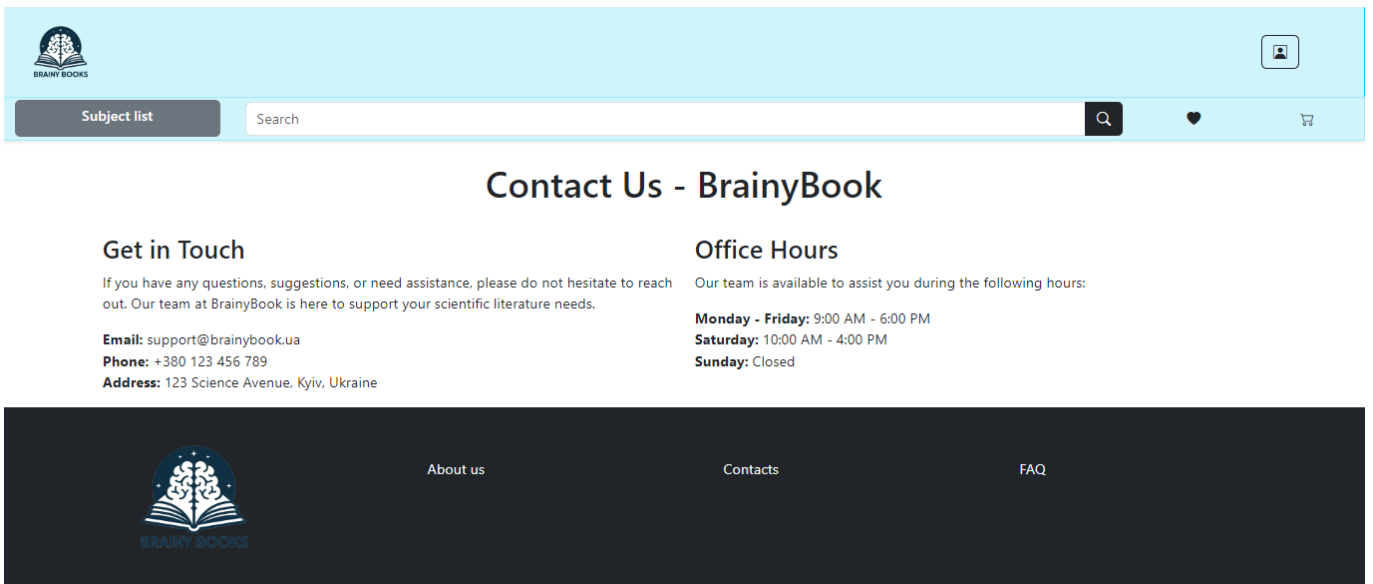 BRAINY BOOKS
Subject list
Search
Contact Us - BrainyBook
Get in Touch
If you have any questions, suggestions, or need assistance, please do not hesitate to reach
out. Our team at BrainyBook is here to support your scientific literature needs.
Email: support@brainybook.ua
Phone: +380 123 456 789
Address: 123 Science Avenue, Kyiv, Ukraine
Office Hours
Our team is available to assist you during the following hours:
Monday - Friday: 9:00 AM - 6:00 PM
Saturday: 10:00 AM - 4:00 PM
Sunday: Closed
BRAINY BOOKS
About us
Contacts
FAQ